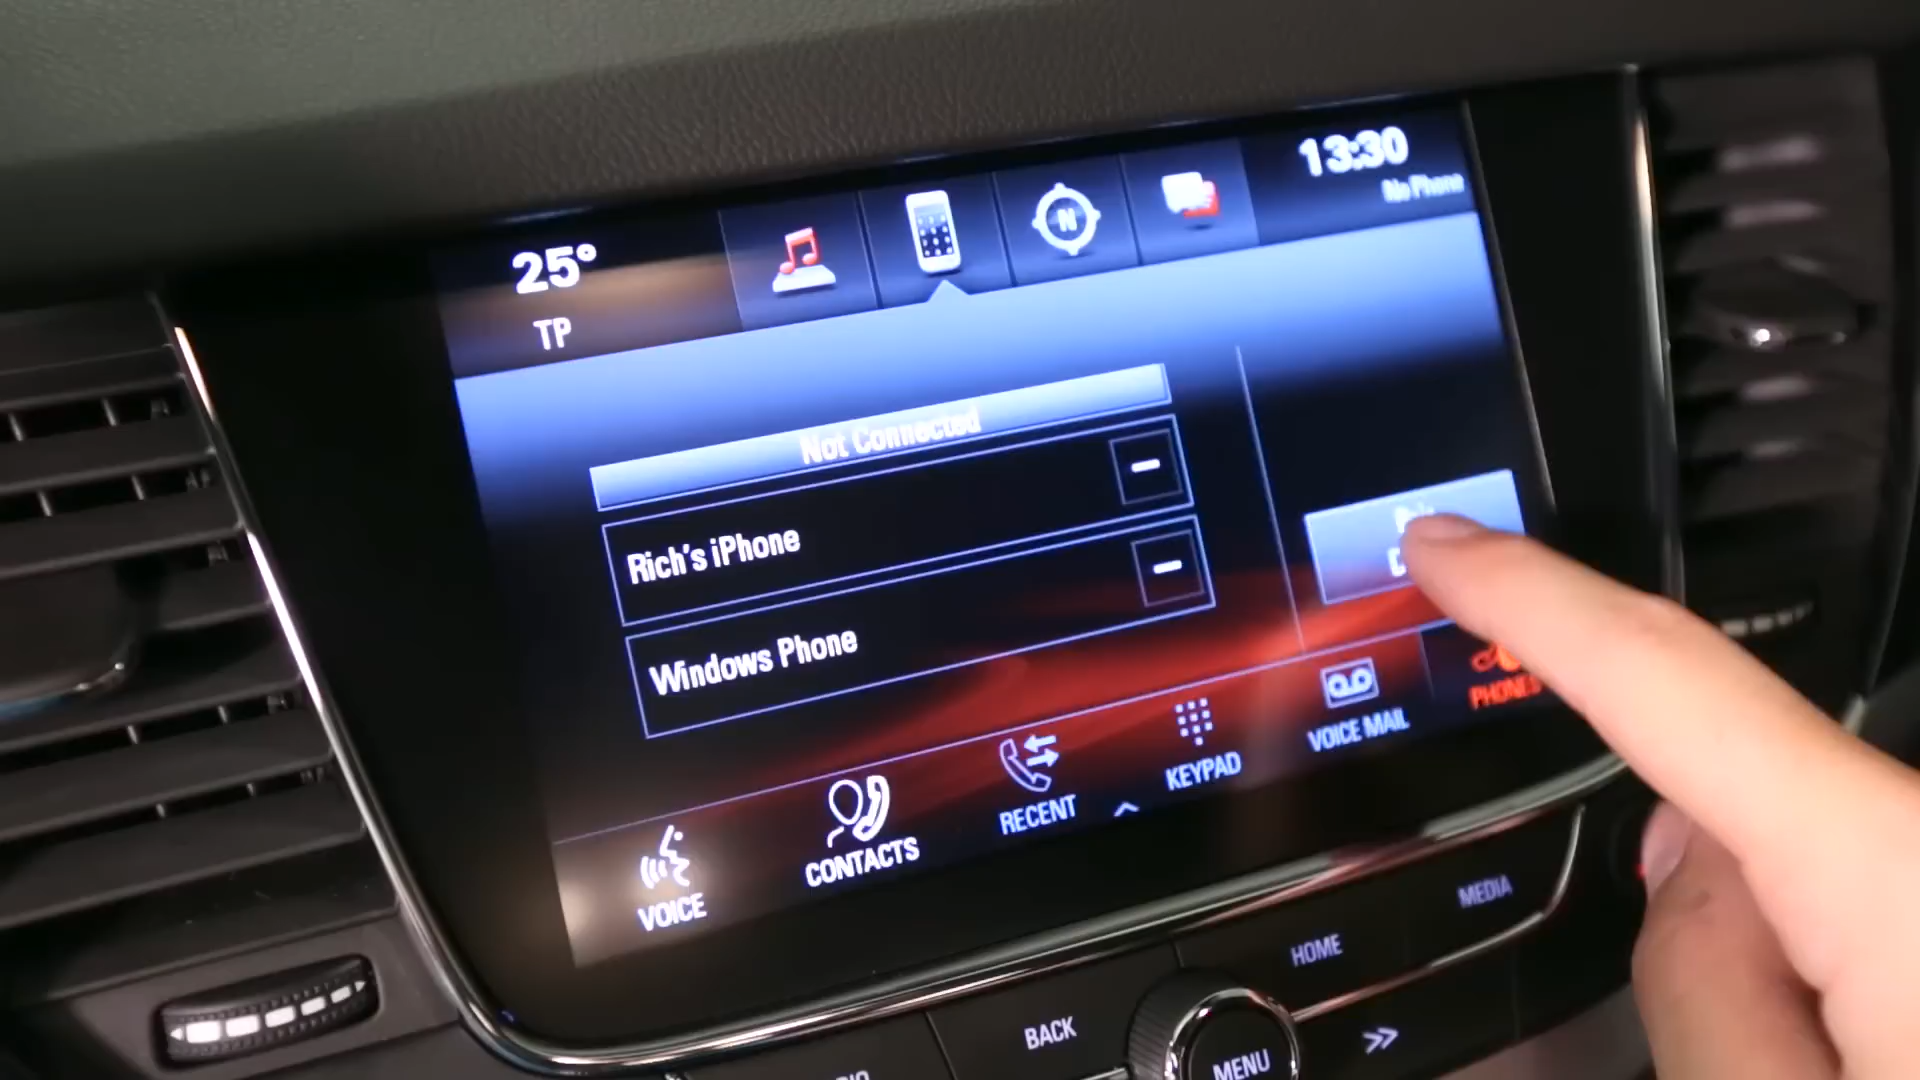 13:30
No Phone
25°
N
TP
Not Connected
Rich's iPhone
Windows Phone
PHONES
VOICE MAIL
KEYPAD
RECENT
CONTACTS
VOICE
MEDIA
HOME
BACK
MENU